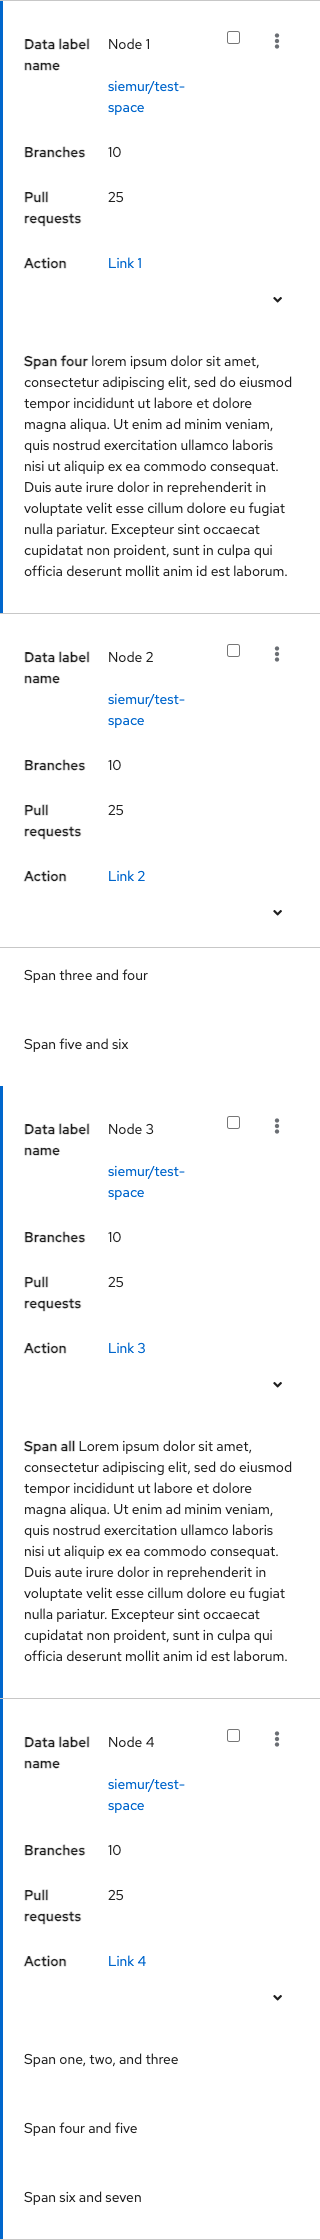 Data label name Node 1
siemur/test-space
Branches 10
Pull requests 25
Action Link 1
Span four lorem ipsum dolor sit amet,
consectetur adipiscing elit, sed do eiusmod
tempor incididunt ut labore et dolore
magna aliqua. Ut enim ad minim veniam,
quis nostrud exercitation ullamco laboris
nisi ut aliquip ex ea commodo consequat.
Duis aute irure dolor in reprehenderit in
voluptate velit esse cillum dolore eu fugiat
nulla pariatur. Excepteur sint occaecat
cupidatat non proident, sunt in culpa qui
officia deserunt mollit anim id est laborum.
Data label name Node 2
siemur/test-space
Branches 10
Pull requests 25
Action Link 2
Span three and four
Span five and six
Data label name Node 3
siemur/test-space
Branches 10
Pull requests 25
Action Link 3
Span all Lorem ipsum dolor sit amet,
consectetur adipiscing elit, sed do eiusmod
tempor incididunt ut labore et dolore
magna aliqua. Ut enim ad minim veniam,
quis nostrud exercitation ullamco laboris
nisi ut aliquip ex ea commodo consequat.
Duis aute irure dolor in reprehenderit in
voluptate velit esse cillum dolore eu fugiat
nulla pariatur. Excepteur sint occaecat
cupidatat non proident, sunt in culpa qui
officia deserunt mollit anim id est laborum.
Data label name Node 4
siemur/test-space
Branches 10
Pull requests 25
Action Link 4
Span one, two, and three
Span four and five
Span six and seven